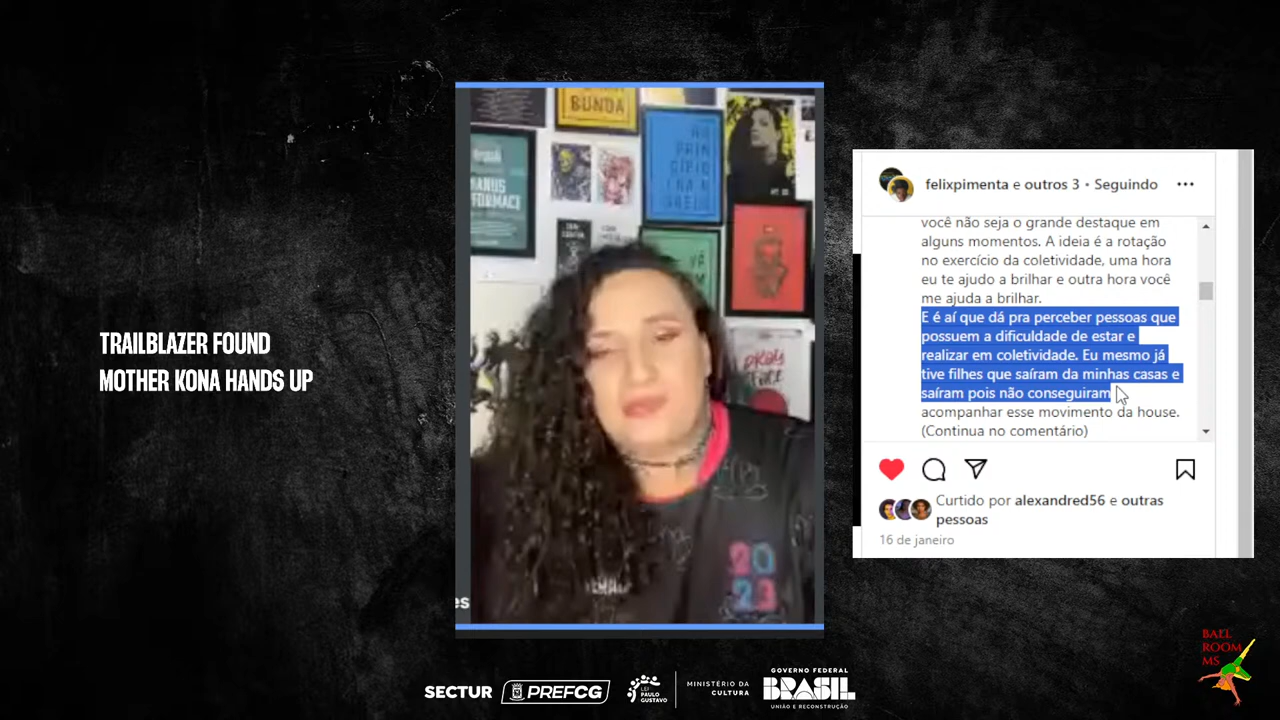 TRAILBLAZER FOUND
MOTHER KONA HANDS UP
BUNDA
es
20
23
felixpimenta e outros 3 • Seguindo
você não seja o grande destaque em
alguns momentos. A ideia é a rotação
no exercício da coletividade, uma hora
eu te ajudo a brilhar e outra hora você
me ajuda a brilhar.
E é aí que dá pra perceber pessoas que
possuem a dificuldade de estar e
realizar em coletividade. Eu mesmo já
tive filhes que saíram da minhas casas e
saíram pois não conseguiram
acompanhar esse movimento da house.
(Continua no comentário)
Curtido por alexandred56 e outras
pessoas
16 de janeiro
BALL
ROOM
MS
SECTUR
PREFCG
LEI
PAULO
GUSTAVO
MINISTÉRIO DA
CULTURA
GOVERNO FEDERAL
BRASIL
UNIÃO E RECONSTRUÇÃO